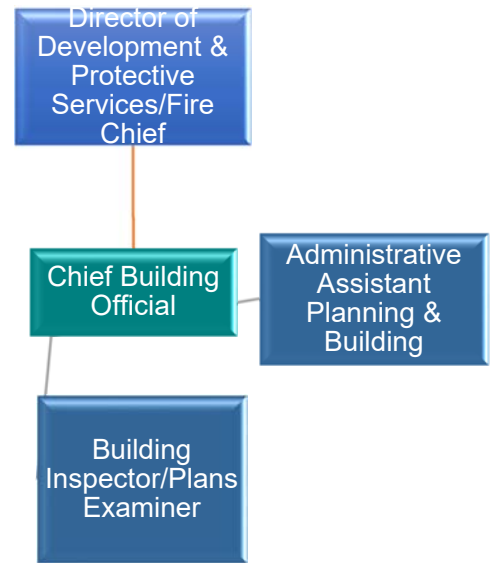 Director of
Development &
Protective
Services/Fire
Chief
Chief Building
Official
Administrative
Assistant
Planning &
Building
Building
Inspector/Plans
Examiner